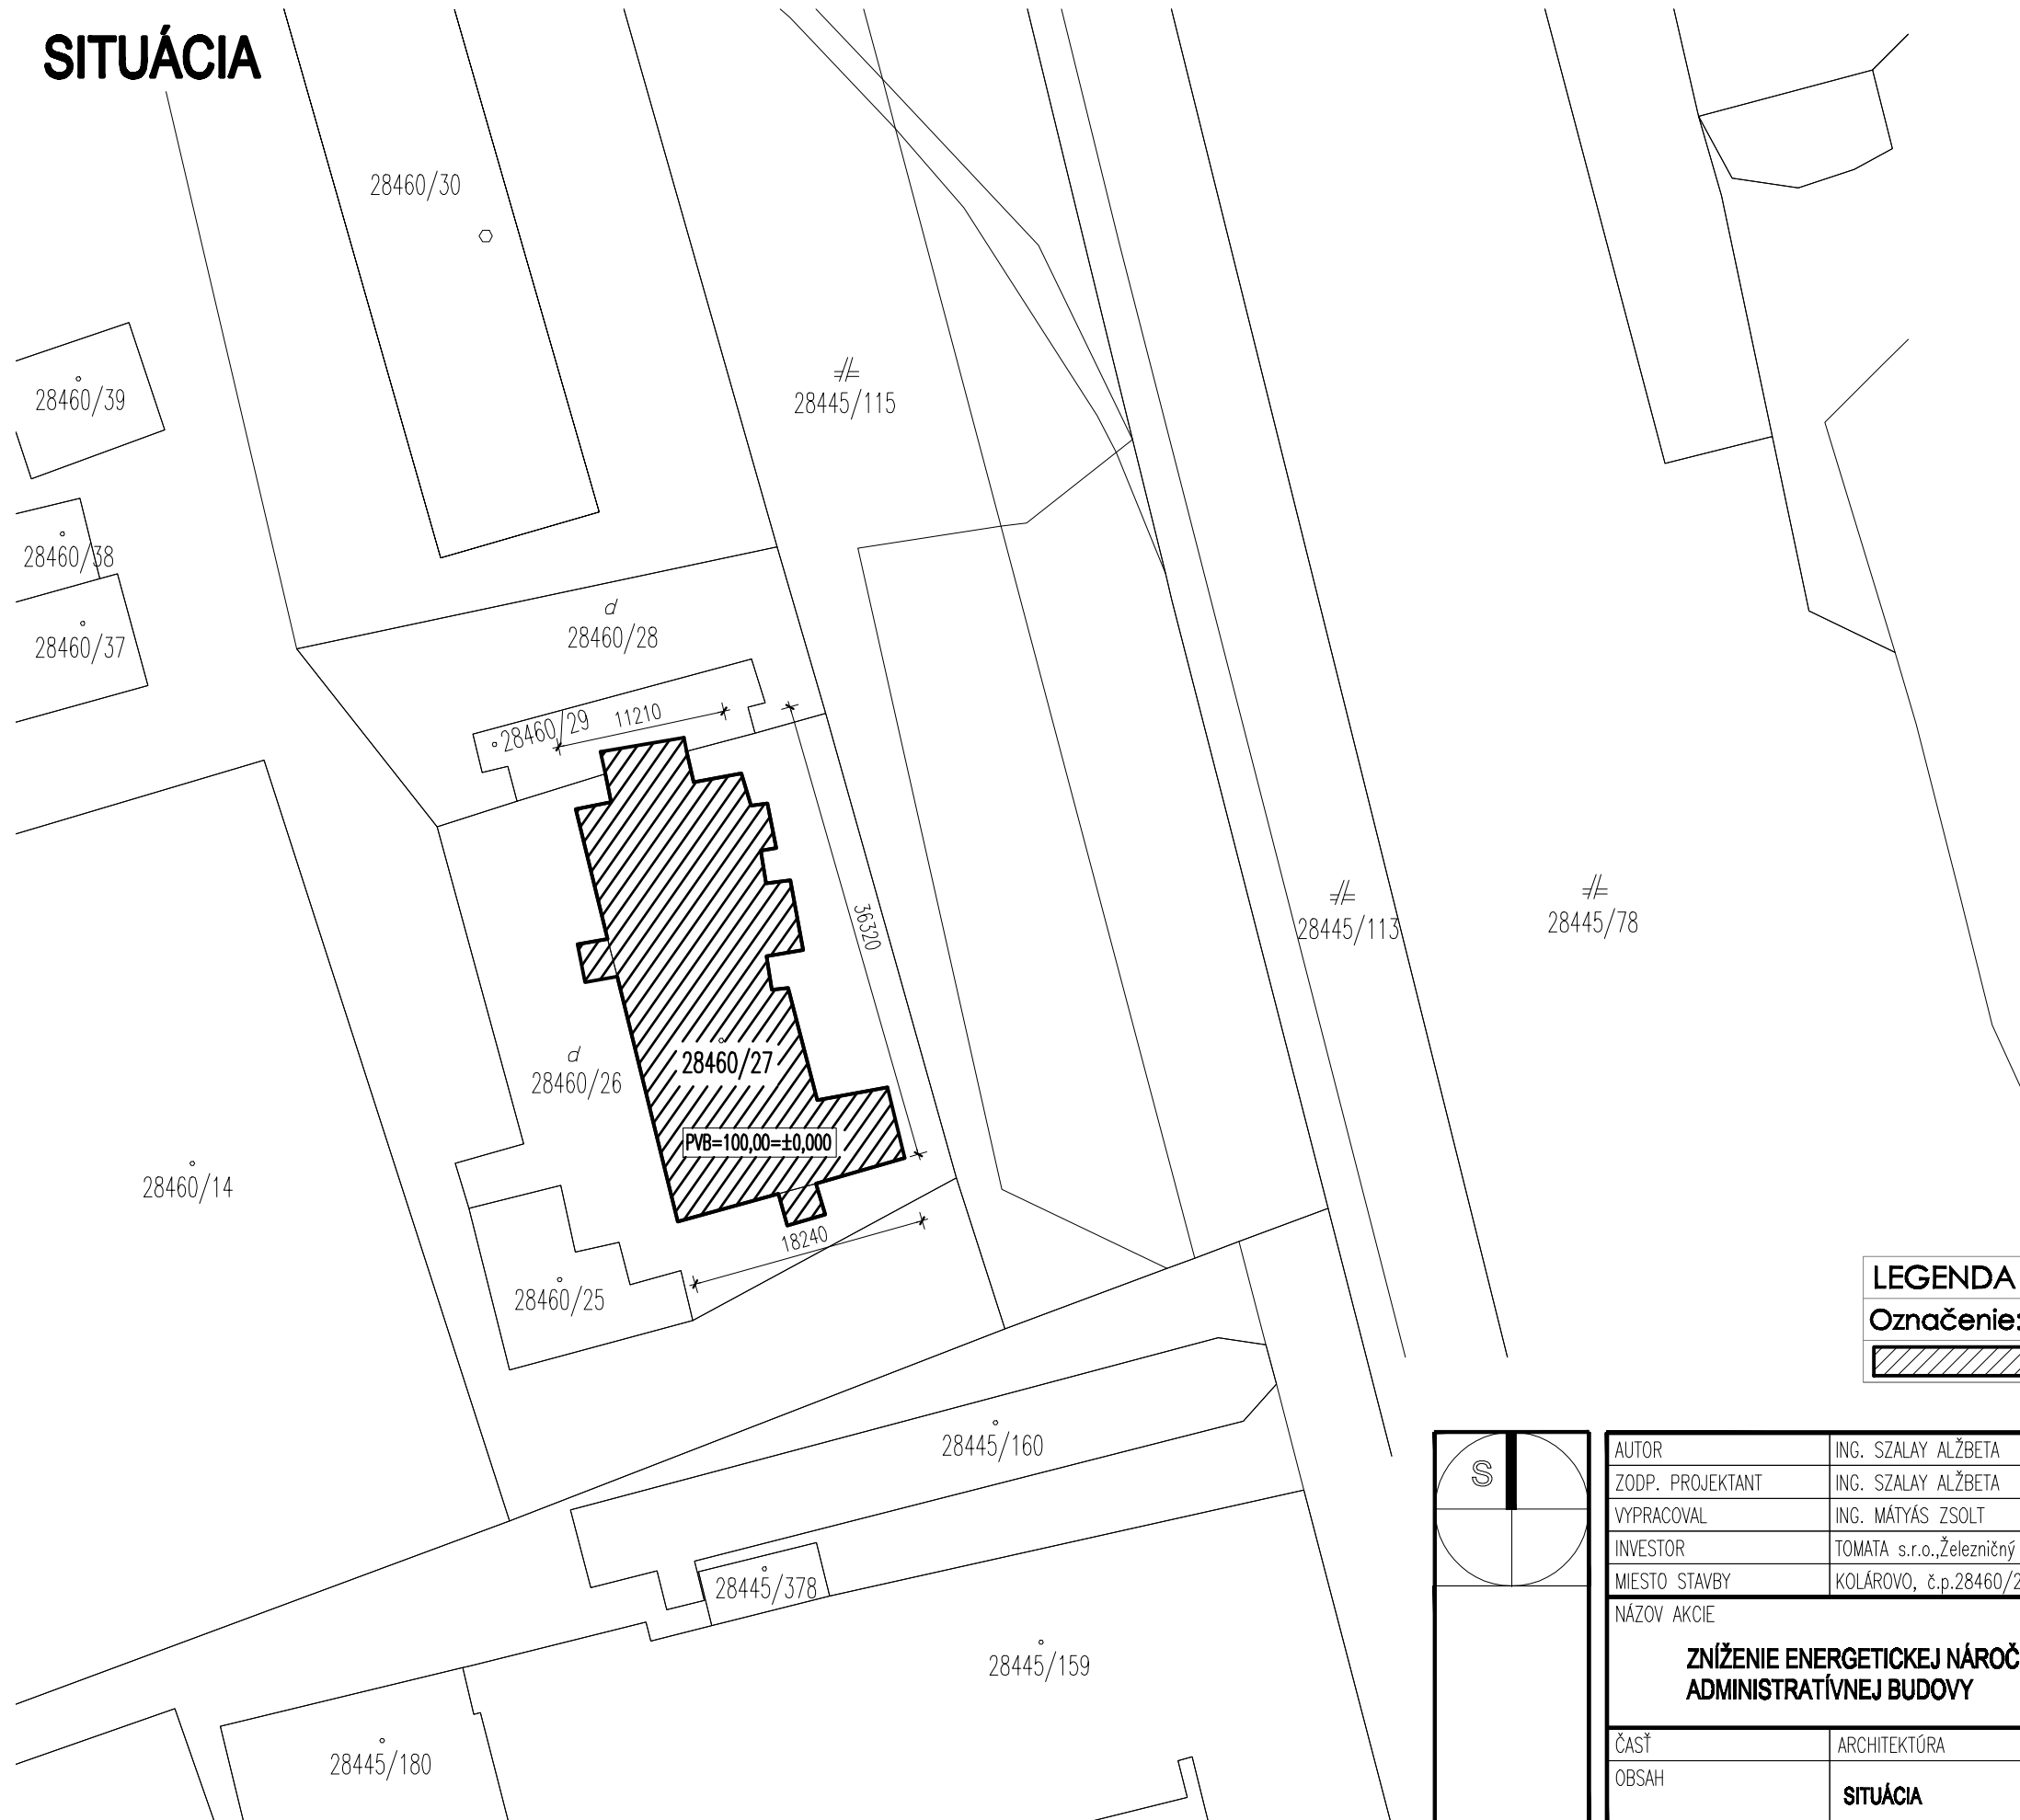 SITUÁCIA
28460/30
28460/39
28445/115
28460/38
28460/37
d
28460/28
28460/29
11210
36320
28445/113
28445/78
d
28460/26
28460/27
PVB=100,00=±0,000
28460/14
18240
28460/25
LEGENDA
Označenie:
28445/160
28445/378
28445/159
28445/180
S
AUTOR ING. SZALAY ALŽBETA
ZODP. PROJEKTANT ING. SZALAY ALŽBETA
VYPRACOVAL ING. MÁTYÁS ZSOLT
INVESTOR TOMATA s.r.o.,Železničný
MIESTO STAVBY KOLÁROVO, č.p.28460/2
NÁZOV AKCIE
ZNÍŽENIE ENERGETICKEJ NÁROČ
ADMINISTRATÍVNEJ BUDOVY
ČASŤ ARCHITEKTÚRA
OBSAH
SITUÁCIA